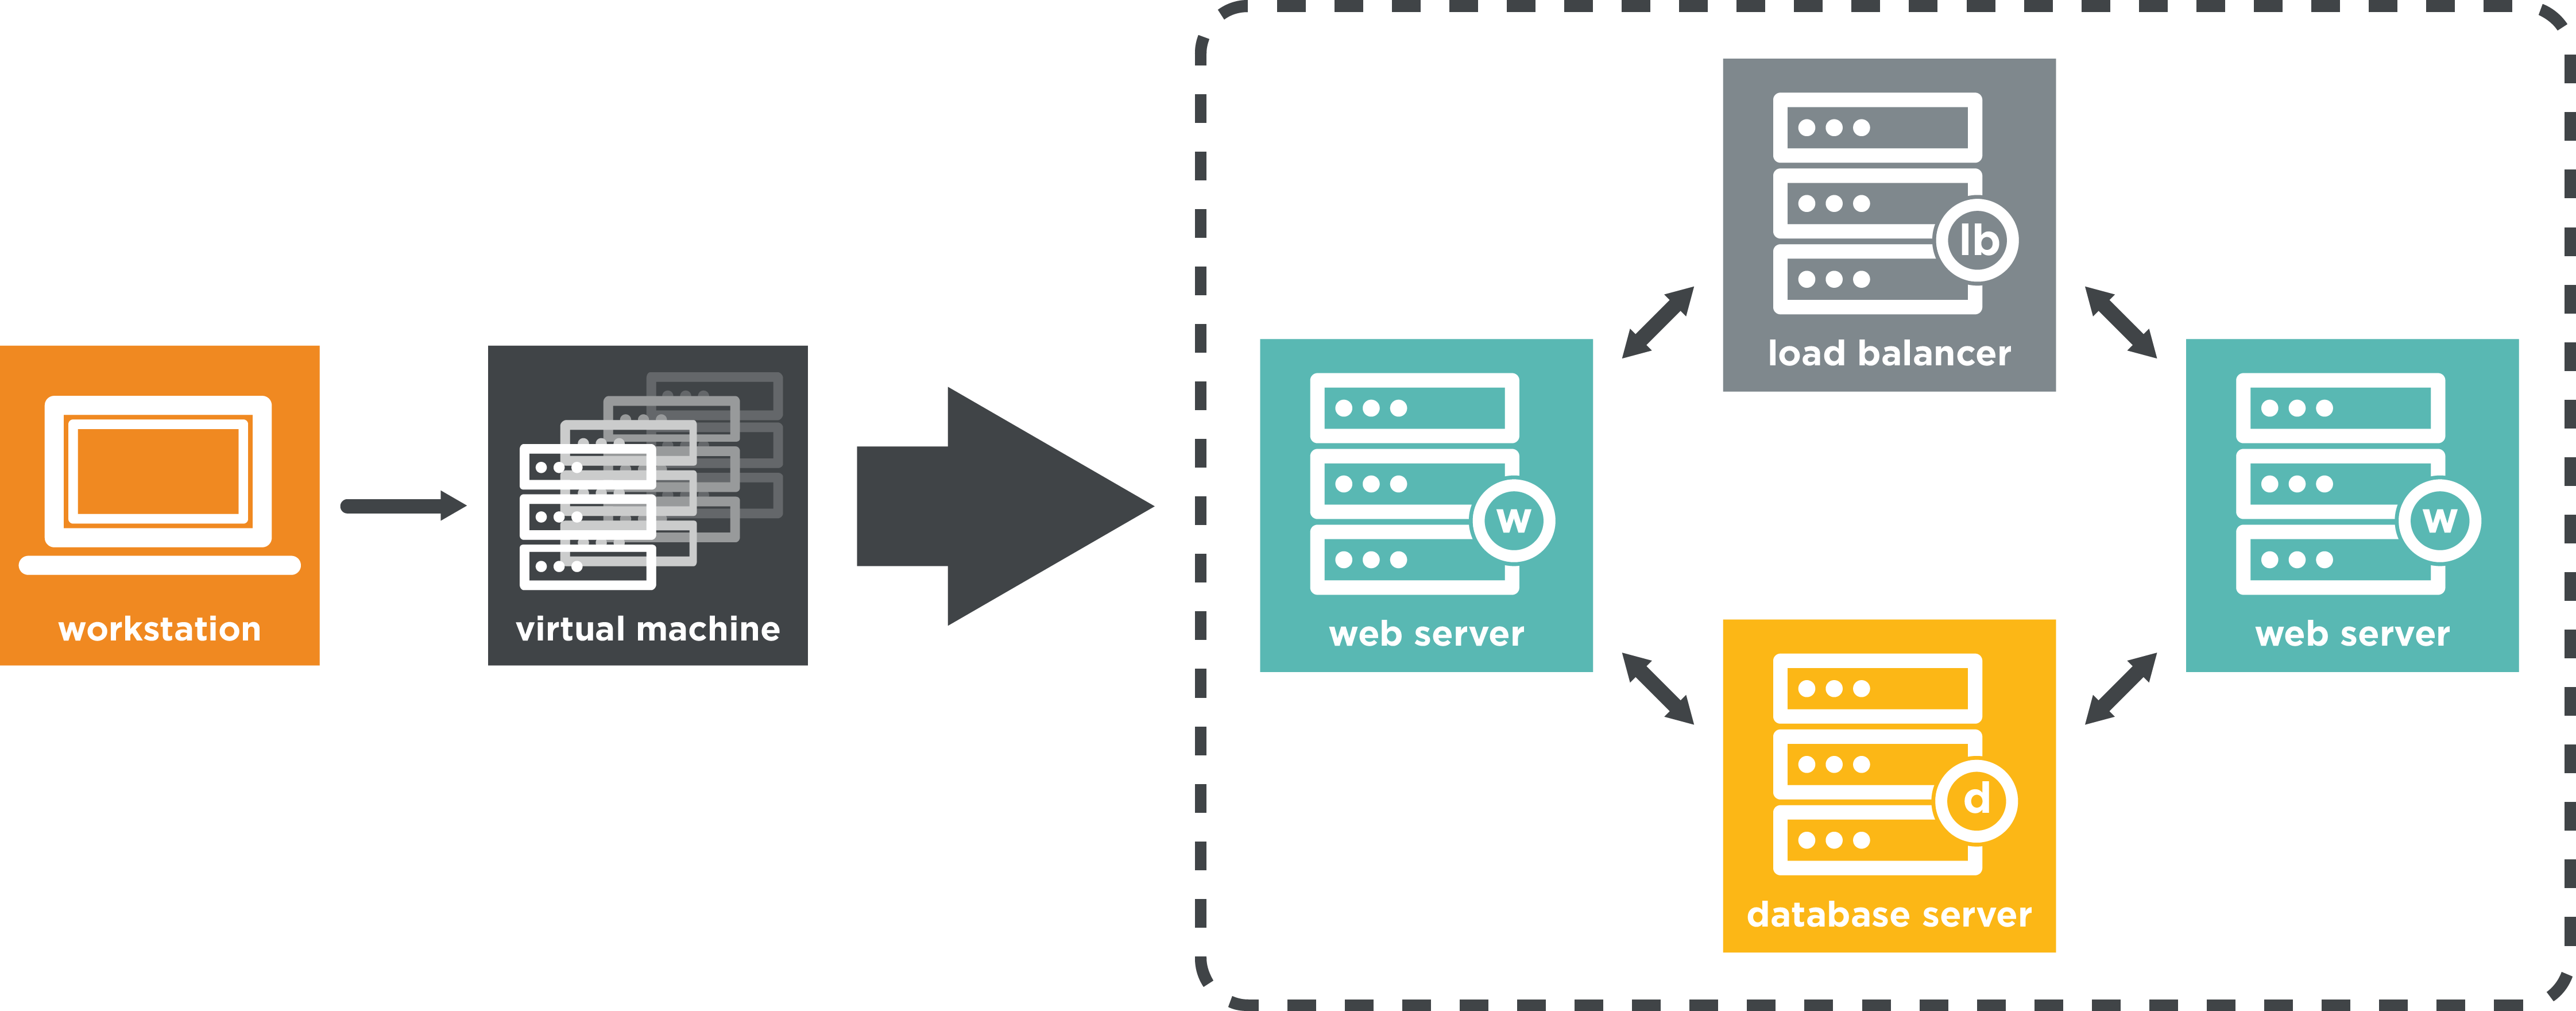 workstation
virtual machine
lb
load balancer
w
web server
w
web server
d
database server